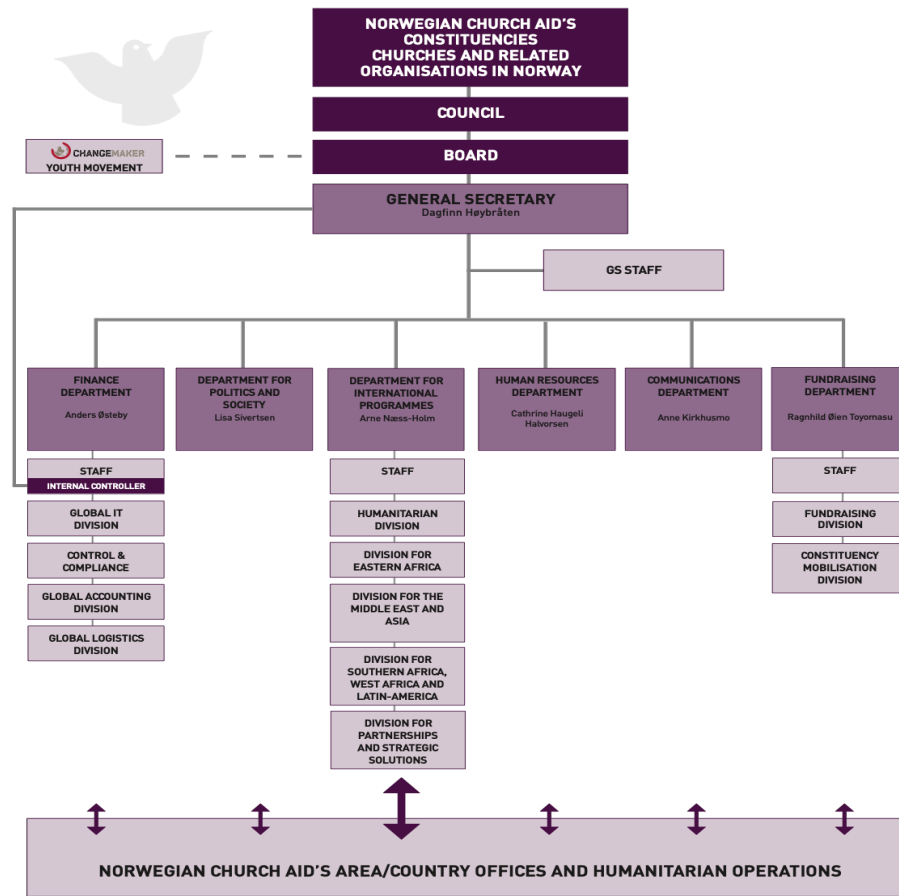 NORWEGIAN CHURCH AID'S
CONSTITUENCIES
CHURCHES AND RELATED
ORGANISATIONS IN NORWAY
COUNCIL
BOARD
CHANGEMAKER
YOUTH MOVEMENT
GENERAL SECRETARY
Dagfinn Høybråten
GS STAFF
FINANCE
DEPARTMENT
Anders Østeby
DEPARTMENT FOR
POLITICS AND
SOCIETY
Lisa Sivertsen
DEPARTMENT FOR
INTERNATIONAL
PROGRAMMES
Arne Næss-Holm
HUMAN RESOURCES
DEPARTMENT
Cathrine Haugeli
Halvorsen
COMMUNICATIONS
DEPARTMENT
Anne Kirkhusmo
FUNDRAISING
DEPARTMENT
Ragnhild Øien Toyomasu
STAFF
INTERNAL CONTROLLER
GLOBAL IT
DIVISION
CONTROL &
COMPLIANCE
GLOBAL ACCOUNTING
DIVISION
GLOBAL LOGISTICS
DIVISION
STAFF
HUMANITARIAN
DIVISION
DIVISION FOR
EASTERN AFRICA
DIVISION FOR THE
MIDDLE EAST AND
ASIA
DIVISION FOR
SOUTHERN AFRICA,
WEST AFRICA AND
LATIN-AMERICA
DIVISION FOR
PARTNERSHIPS
AND STRATEGIC
SOLUTIONS
STAFF
FUNDRAISING
DIVISION
CONSTITUENCY
MOBILISATION
DIVISION
NORWEGIAN CHURCH AID'S AREA/COUNTRY OFFICES AND HUMANITARIAN OPERATIONS